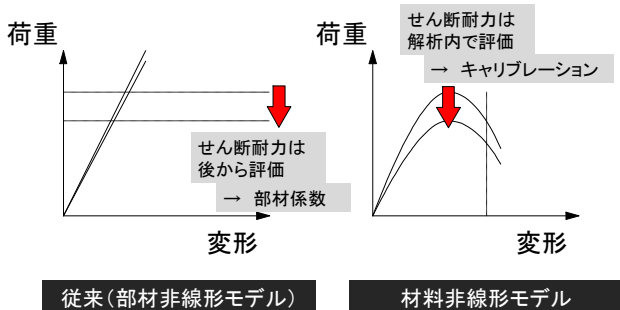 荷重
せん断耐力は
後から評価
→ 部材係数
変形
従来(部材非線形モデル)
荷重
せん断耐力は
解析内で評価
→ キャリブレーション
変形
材料非線形モデル